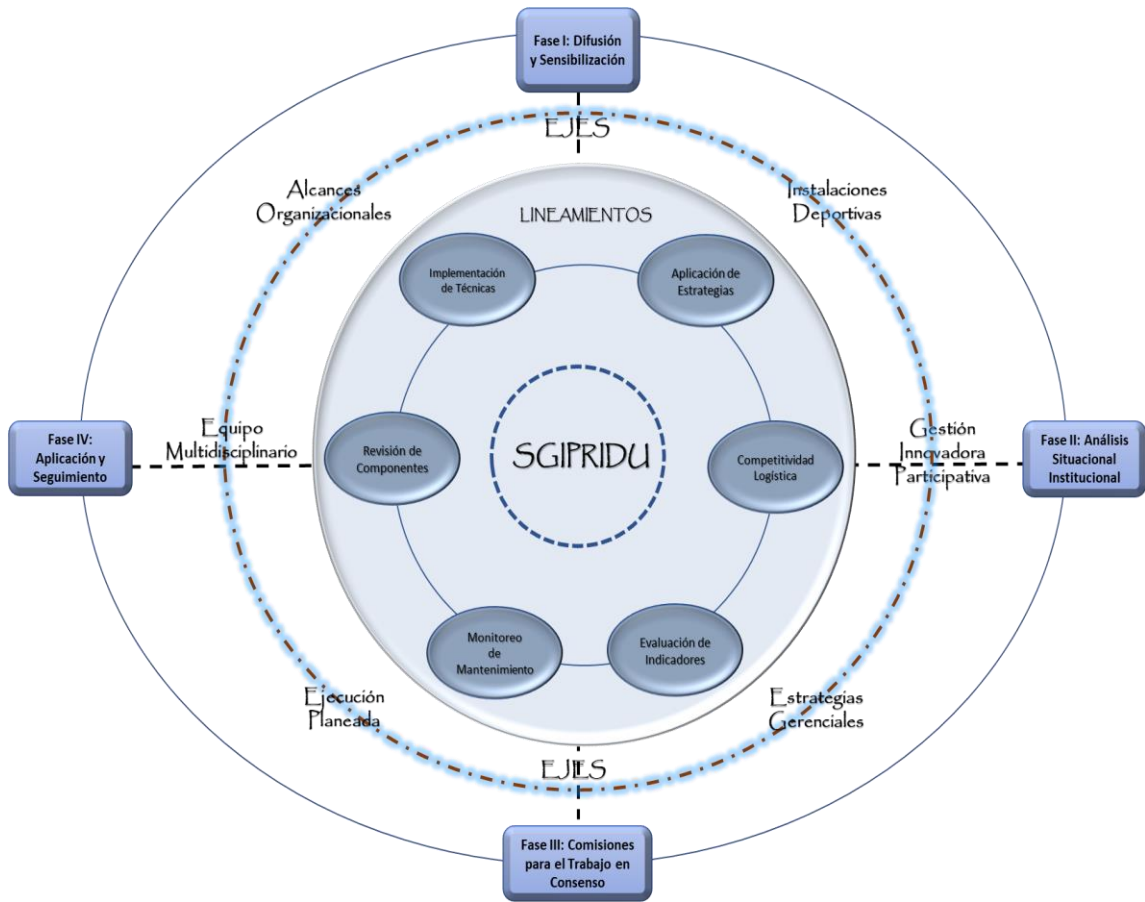 Fase I: Difusión
y Sensibilización
EJES
Alcances
Organizacionales
Instalaciones
Deportivas
LINEAMIENTOS
Implementación
de Técnicas
Aplicación de
Estrategias
Fase IV:
Aplicación y
Seguimiento
Equipo
Multidisciplinario
Revisión de
Componentes
SGIPRIDU
Competitividad
Logística
Gestión
Innovadora
Participativa
Fase II: Análisis
Situacional
Institucional
Monitoreo
de
Mantenimiento
Evaluación de
Indicadores
Ejecución
Planeada
Estrategias
Gerenciales
EJES
Fase III: Comisiones
para el Trabajo en
Consenso